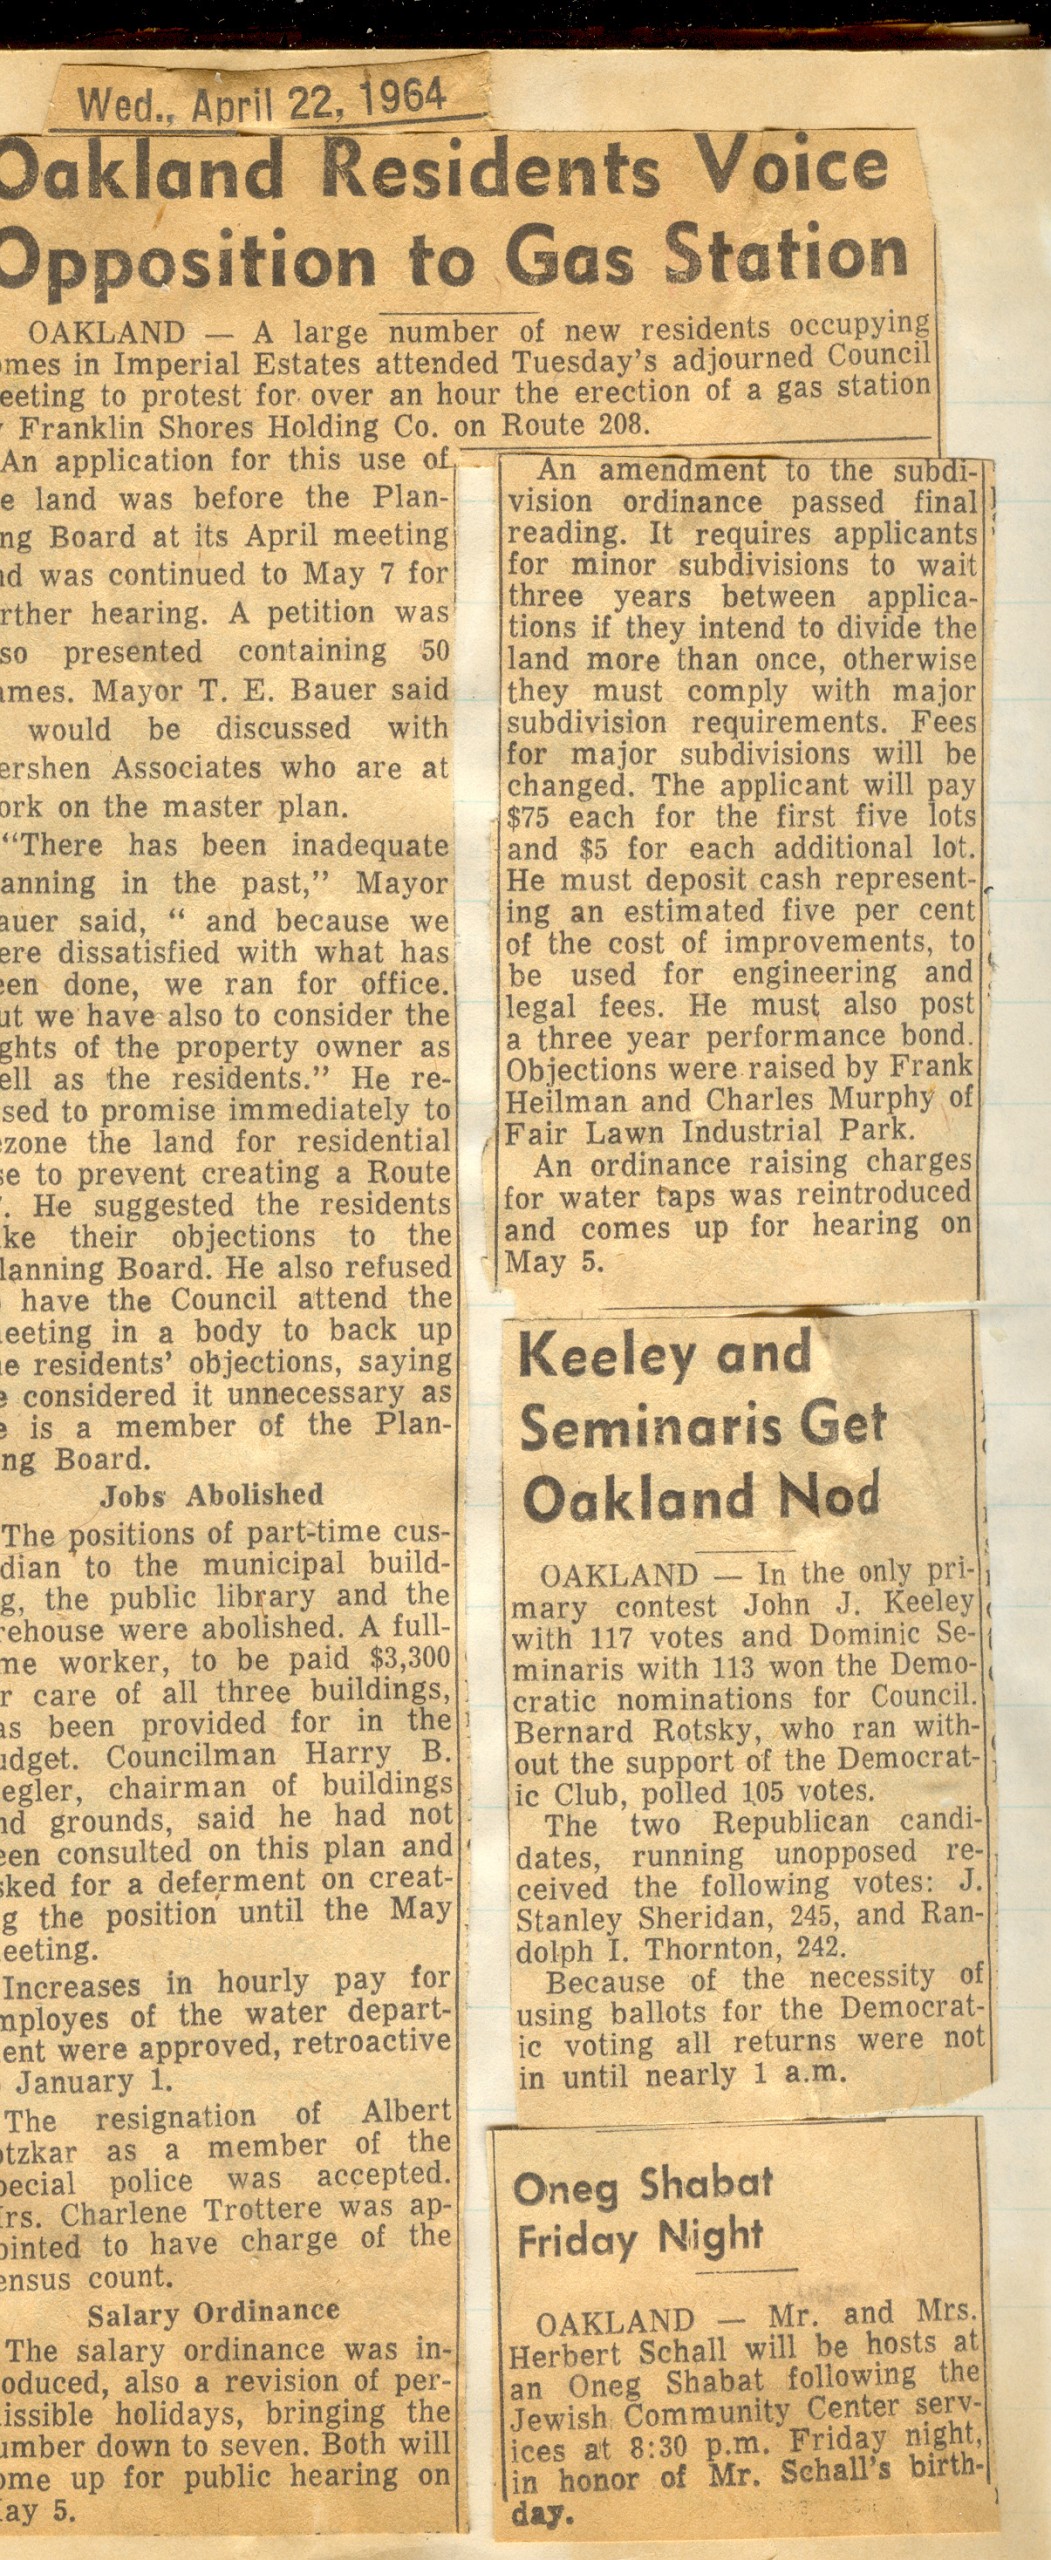 Wed., April 22, 1964
Oakland Residents Voice
Opposition to Gas Station
OAKLAND — A large number of new residents occupying
omes in Imperial Estates attended Tuesday's adjourned Council
eeting to protest for over an hour the erection of a gas station
y Franklin Shores Holding Co. on Route 208.
An application for this use of
e land was before the Plan-
ng Board at its April meeting
nd was continued to May 7 for
rther hearing. A petition was
so presented containing 50
ames. Mayor T. E. Bauer said
would be discussed with
ershen Associates who are at
ork on the master plan.
"There has been inadequate
anning in the past," Mayor
auer said, " and because we
ere dissatisfied with what has
een done, we ran for office.
ut we have also to consider the
ghts of the property owner as
ell as the residents." He re-
sed to promise immediately to
ezone the land for residential
se to prevent creating a Route
7. He suggested the residents
ke their objections to the
lanning Board. He also refused
have the Council attend the
eeting in a body to back up
he residents' objections, saying
e considered it unnecessary as
e is a member of the Plan-
ng Board.
Jobs Abolished
The positions of part-time cus-
dian to the municipal build-
g, the public library and the
rehouse were abolished. A full-
me worker, to be paid $3,300
r care of all three buildings,
as been provided for in the
udget. Councilman Harry B.
egler, chairman of buildings
nd grounds, said he had not
een consulted on this plan and
sked for a deferment on creat-
g the position until the May
eeting.
Increases in hourly pay for
mployes of the water depart-
ent were approved, retroactive
January 1.
The resignation of Albert
otzkar as a member of the
pecial police was accepted.
Mrs. Charlene Trottere was ap-
ointed to have charge of the
ensus count.
Salary Ordinance
The salary ordinance was in-
oduced, also a revision of per-
issible holidays, bringing the
umber down to seven. Both will
ome up for public hearing on
ay 5.
An amendment to the subdi-
vision ordinance passed final
reading. It requires applicants
for minor subdivisions to wait
three years between applica-
tions if they intend to divide the
land more than once, otherwise
they must comply with major
subdivision requirements. Fees
for major subdivisions will be
changed. The applicant will pay
$75 each for the first five lots
and $5 for each additional lot.
He must deposit cash represent-
ing an estimated five per cent
of the cost of improvements, to
be used for engineering and
legal fees. He must also post
a three year performance bond.
Objections were raised by Frank
Heilman and Charles Murphy of
Fair Lawn Industrial Park.
An ordinance raising charges
for water taps was reintroduced
and comes up for hearing on
May 5.
Keeley and
Seminaris Get
Oakland Nod
OAKLAND — In the only pri-
mary contest John J. Keeley
with 117 votes and Dominic Se-
minaris with 113 won the Demo-
cratic nominations for Council.
Bernard Rotsky, who ran with-
out the support of the Democrat-
ic Club, polled 105 votes.
The two Republican candi-
dates, running unopposed re-
ceived the following votes: J.
Stanley Sheridan, 245, and Ran-
dolph I. Thornton, 242.
Because of the necessity of
using ballots for the Democrat-
ic voting all returns were not
in until nearly 1 a.m.
Oneg Shabat
Friday Night
OAKLAND — Mr. and Mrs.
Herbert Schall will be hosts at
an Oneg Shabat following the
Jewish Community Center serv-
ices at 8:30 p.m. Friday night,
in honor of Mr. Schall's birth-
day.